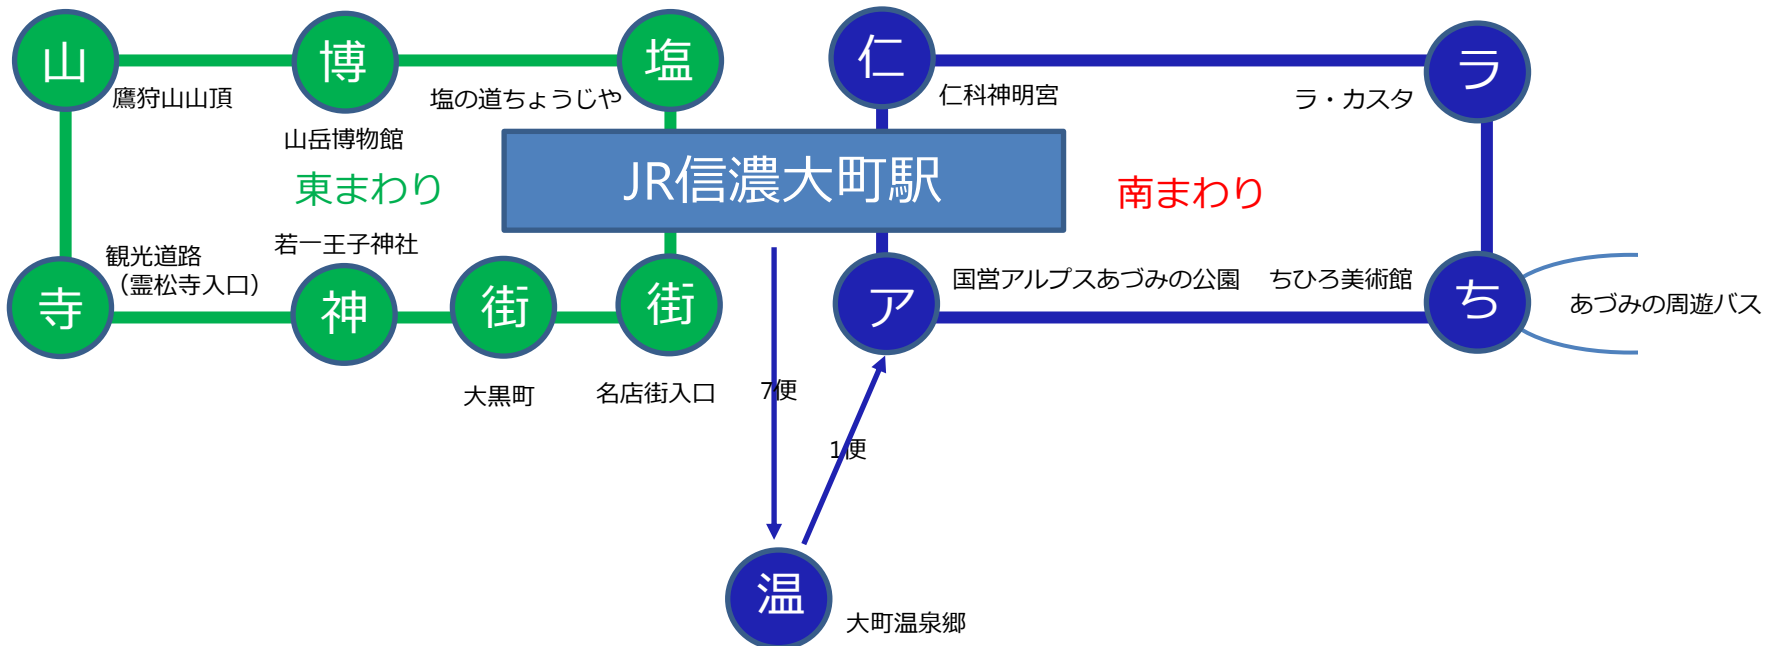 山
博
塩
仁
ラ
鷹狩山山頂
塩の道ちょうじや
仁科神明宮
ラ・カスタ
山岳博物館
JR信濃大町駅
東まわり
南まわり
若一王子神社
観光道路
（霊松寺入口）
国営アルプスあづみの公園
ちひろ美術館
寺
神
街
街
ア
ち
あづみの周遊バス
大黒町
名店街入口
7便
1便
温
大町温泉郷